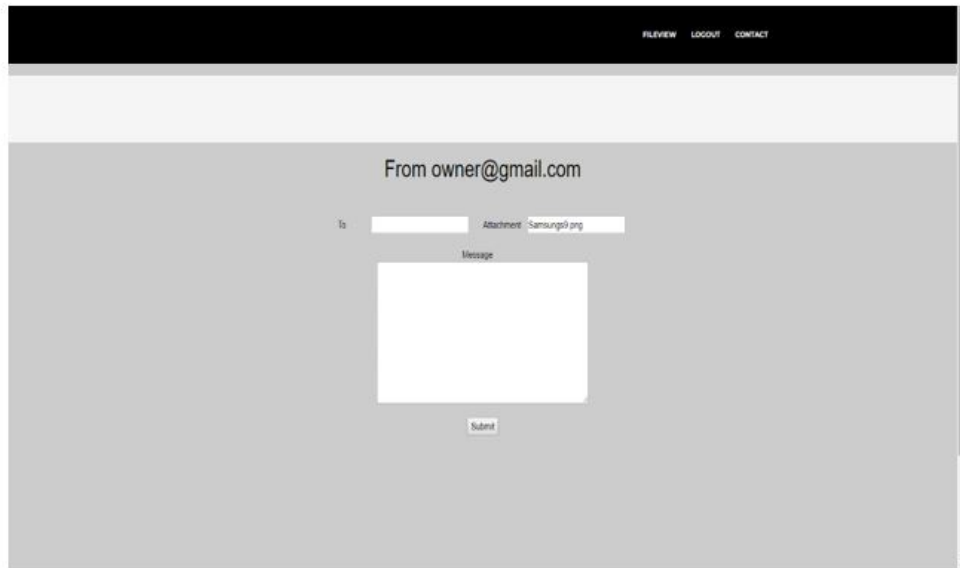 FILEVIEW LOGOUT CONTACT
From owner@gmail.com
To Attachment Samsungs9.png
Message
Submit